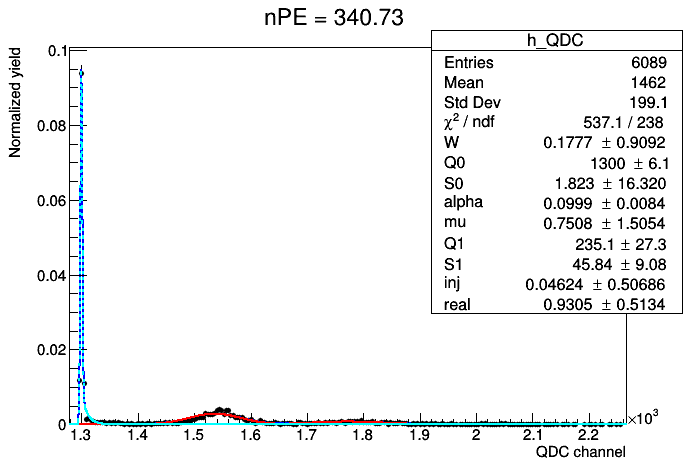 nPE = 340.73
h_QDC
Entries 6089
Mean 1462
Std Dev 199.1
χ² / ndf 537.1 / 238
W 0.1777 ± 0.9092
Q0 1300 ± 6.1
S0 1.823 ± 16.320
alpha 0.0999 ± 0.0084
mu 0.7508 ± 1.5054
Q1 235.1 ± 27.3
S1 45.84 ± 9.08
inj 0.04624 ± 0.50686
real 0.9305 ± 0.5134
Normalized yield
0.1
0.08
0.06
0.04
0.02
0
1.3 1.4 1.5 1.6 1.7 1.8 1.9 2 2.1 2.2 ×10³
QDC channel